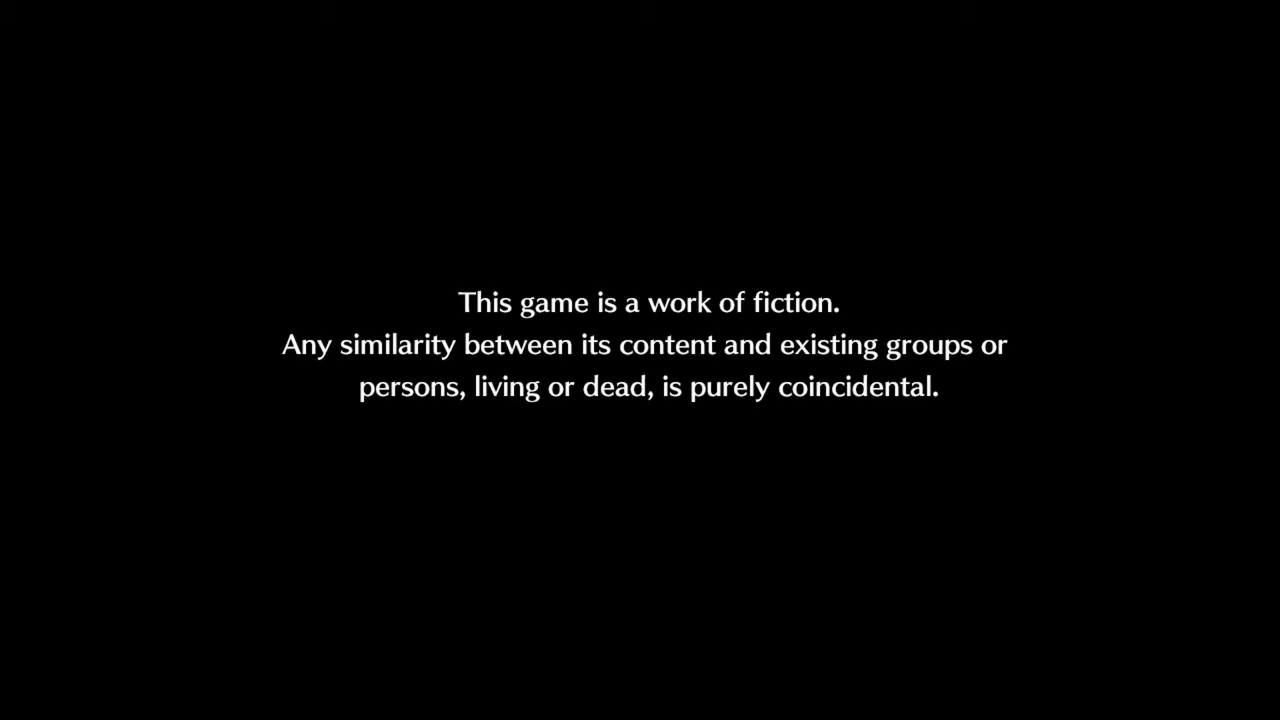 This game is a work of fiction.
Any similarity between its content and existing groups or
persons, living or dead, is purely coincidental.